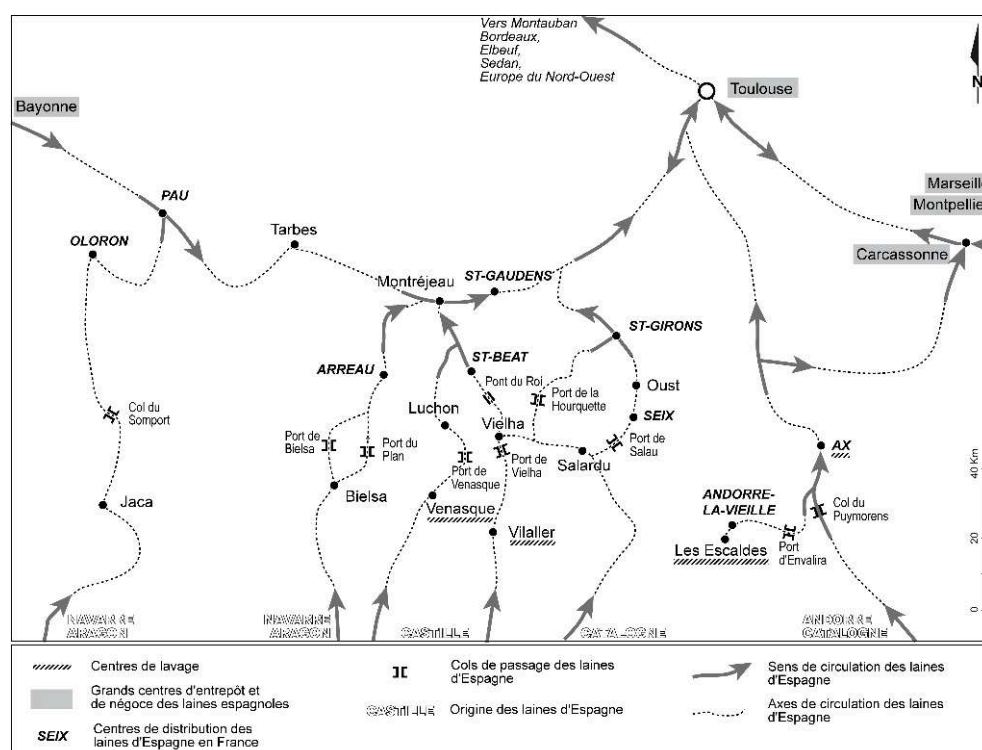 Vers Montauban
Bordeaux,
Elbeuf,
Sedan,
Europe du Nord-Ouest
Toulouse
N
Bayonne
Marseille
Montpellie
Carcassonne
PAU
OLORON
Tarbes
Montréjeau
ST-GAUDENS
ST-GIRONS
ARREAU
ST-BEAT
Pont du Roi
Port de la
Hourquette
Oust
SEIX
Luchon
Vielha
Col du
Somport
Port de
Bielsa
Port du
Plan
Port de
Venasque
Port de
Vielha
Salardu
Port de
Salau
AX
Jaca
Bielsa
Venasque
Vilaller
ANDORRE-
LA-VIEILLE
Les Escaldes
Port
d'Envalira
Col du
Puymorens
0 20 40 Km
NAVARRE
ARAGON
NAVARRE
ARAGON
CASTILLE
CATALOGNE
ANDORRE
CATALOGNE
Centres de lavage
Grands centres d'entrepôt et
de négoce des laines espagnoles
SEIX Centres de distribution des
laines d'Espagne en France
Cols de passage des laines
d'Espagne
CASTILLE Origine des laines d'Espagne
Sens de circulation des laines
d'Espagne
Axes de circulation des laines
d'Espagne